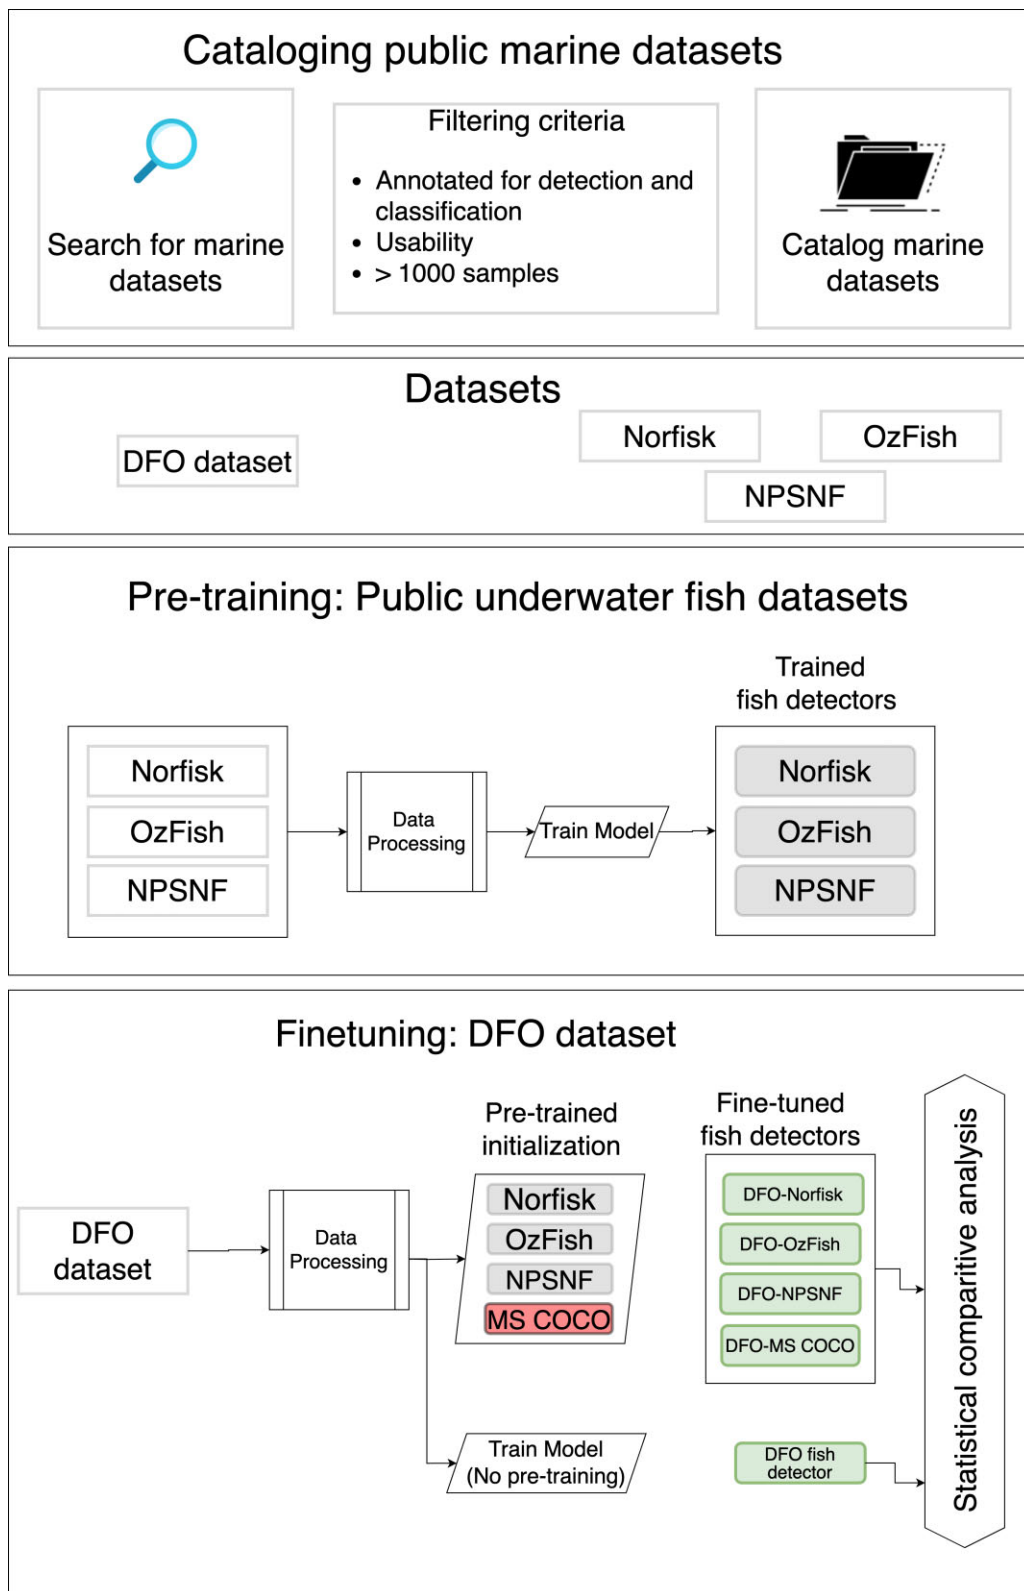 Cataloging public marine datasets
Search for marine
datasets
Filtering criteria
• Annotated for detection and
classification
• Usability
• > 1000 samples
Catalog marine
datasets
Datasets
DFO dataset
Norfisk
OzFish
NPSNF
Pre-training: Public underwater fish datasets
Norfisk
OzFish
NPSNF
Data
Processing
Train Model
Trained
fish detectors
Norfisk
OzFish
NPSNF
Finetuning: DFO dataset
DFO
dataset
Data
Processing
Pre-trained
initialization
Norfisk
OzFish
NPSNF
MS COCO
Train Model
(No pre-training)
Fine-tuned
fish detectors
DFO-Norfisk
DFO-OzFish
DFO-NPSNF
DFO-MS COCO
DFO fish
detector
Statistical comparitive analysis